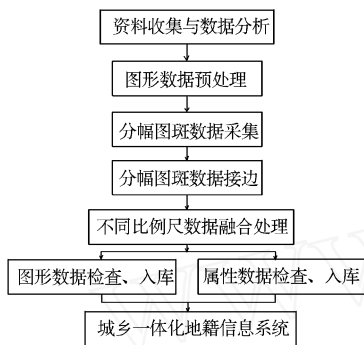 资料收集与数据分析
图形数据预处理
分幅图斑数据采集
分幅图斑数据接边
不同比例尺数据融合处理
图形数据检查、入库
属性数据检查、入库
城乡一体化地籍信息系统